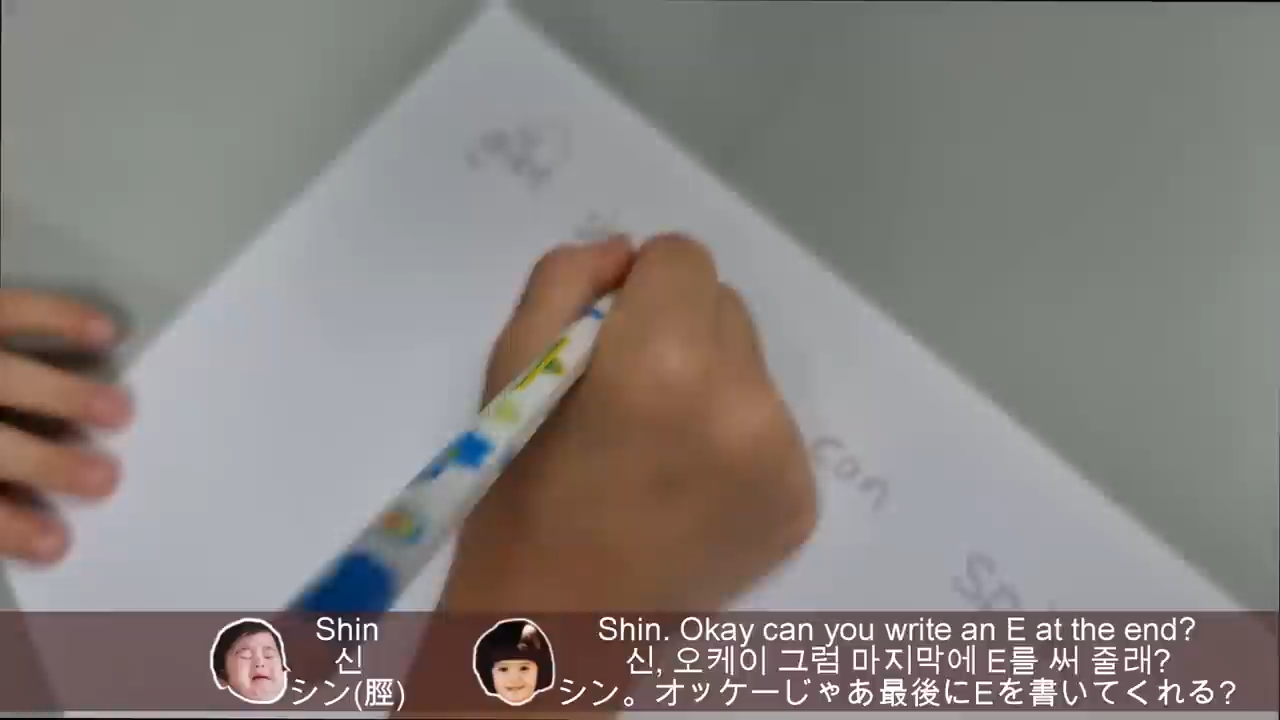 can
Shin
신
シン(脛)
Shin. Okay can you write an E at the end?
신, 오케이 그럼 마지막에 E를 써 줄래?
シン。オッケーじゃあ最後にEを書いてくれる?